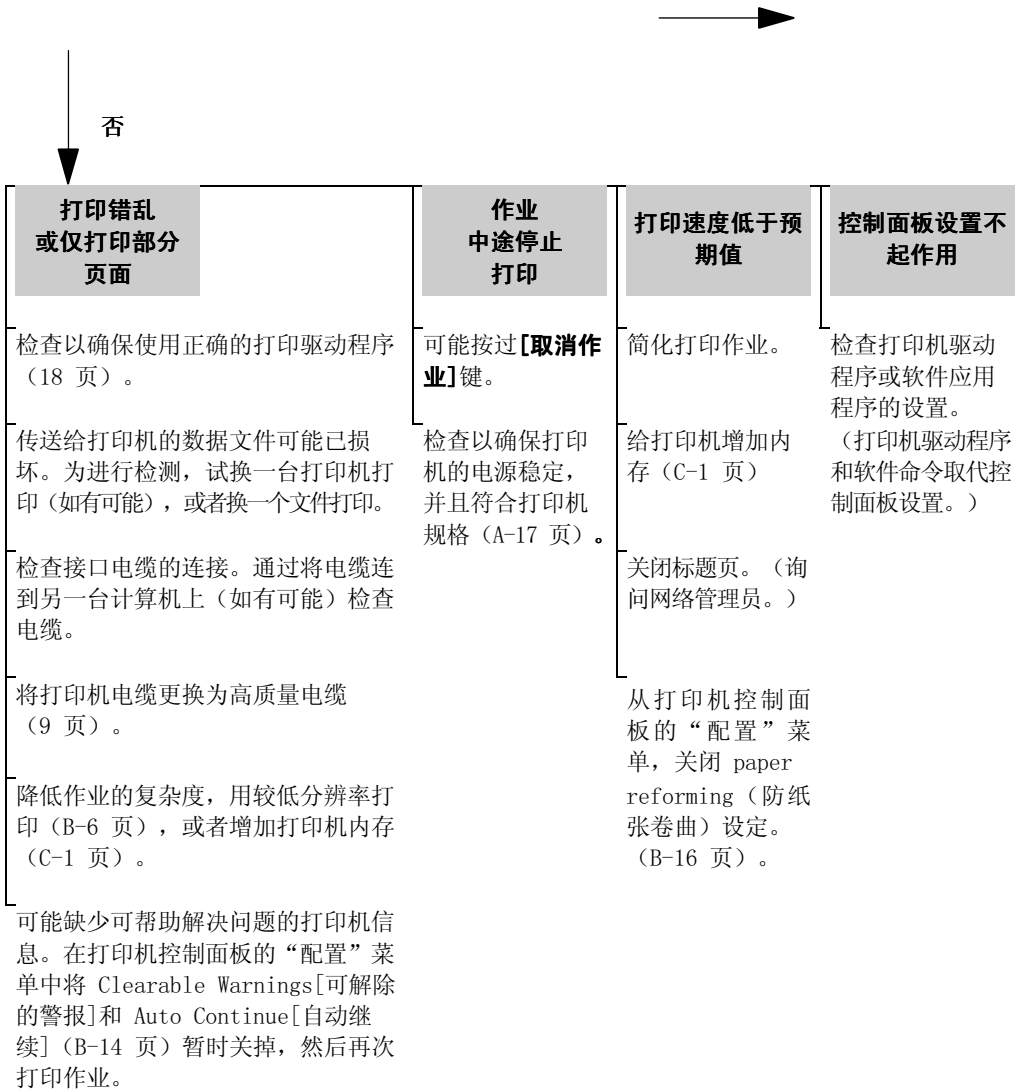 否
打印错乱
或仅打印部分
页面
检查以确保使用正确的打印驱动程序
（18 页）。
传送给打印机的数据文件可能已损
坏。为进行检测，试换一台打印机打
印（如有可能），或者换一个文件打印。
检查接口电缆的连接。通过将电缆连
到另一台计算机上（如有可能）检查
电缆。
将打印机电缆更换为高质量电缆
（9 页）。
降低作业的复杂度，用较低分辨率打
印（B-6 页），或者增加打印机内存
（C-1 页）。
可能缺少可帮助解决问题的打印机信
息。在打印机控制面板的“配置”菜
单中将 Clearable Warnings[可解除
的警报]和 Auto Continue[自动继
续]（B-14 页）暂时关掉，然后再次
打印作业。
作业
中途停止
打印
可能按过[取消作
业]键。
检查以确保打印
机的电源稳定，
并且符合打印机
规格（A-17 页）。
打印速度低于预
期值
简化打印作业。
给打印机增加内
存（C-1 页）
关闭标题页。（询
问网络管理员。）
从打印机控制面
板的“配置”菜
单，关闭 paper
reforming（防纸
张卷曲）设定。
（B-16 页）。
控制面板设置不
起作用
检查打印机驱动
程序或软件应用
程序的设置。
（打印机驱动程序
和软件命令取代控
制面板设置。）